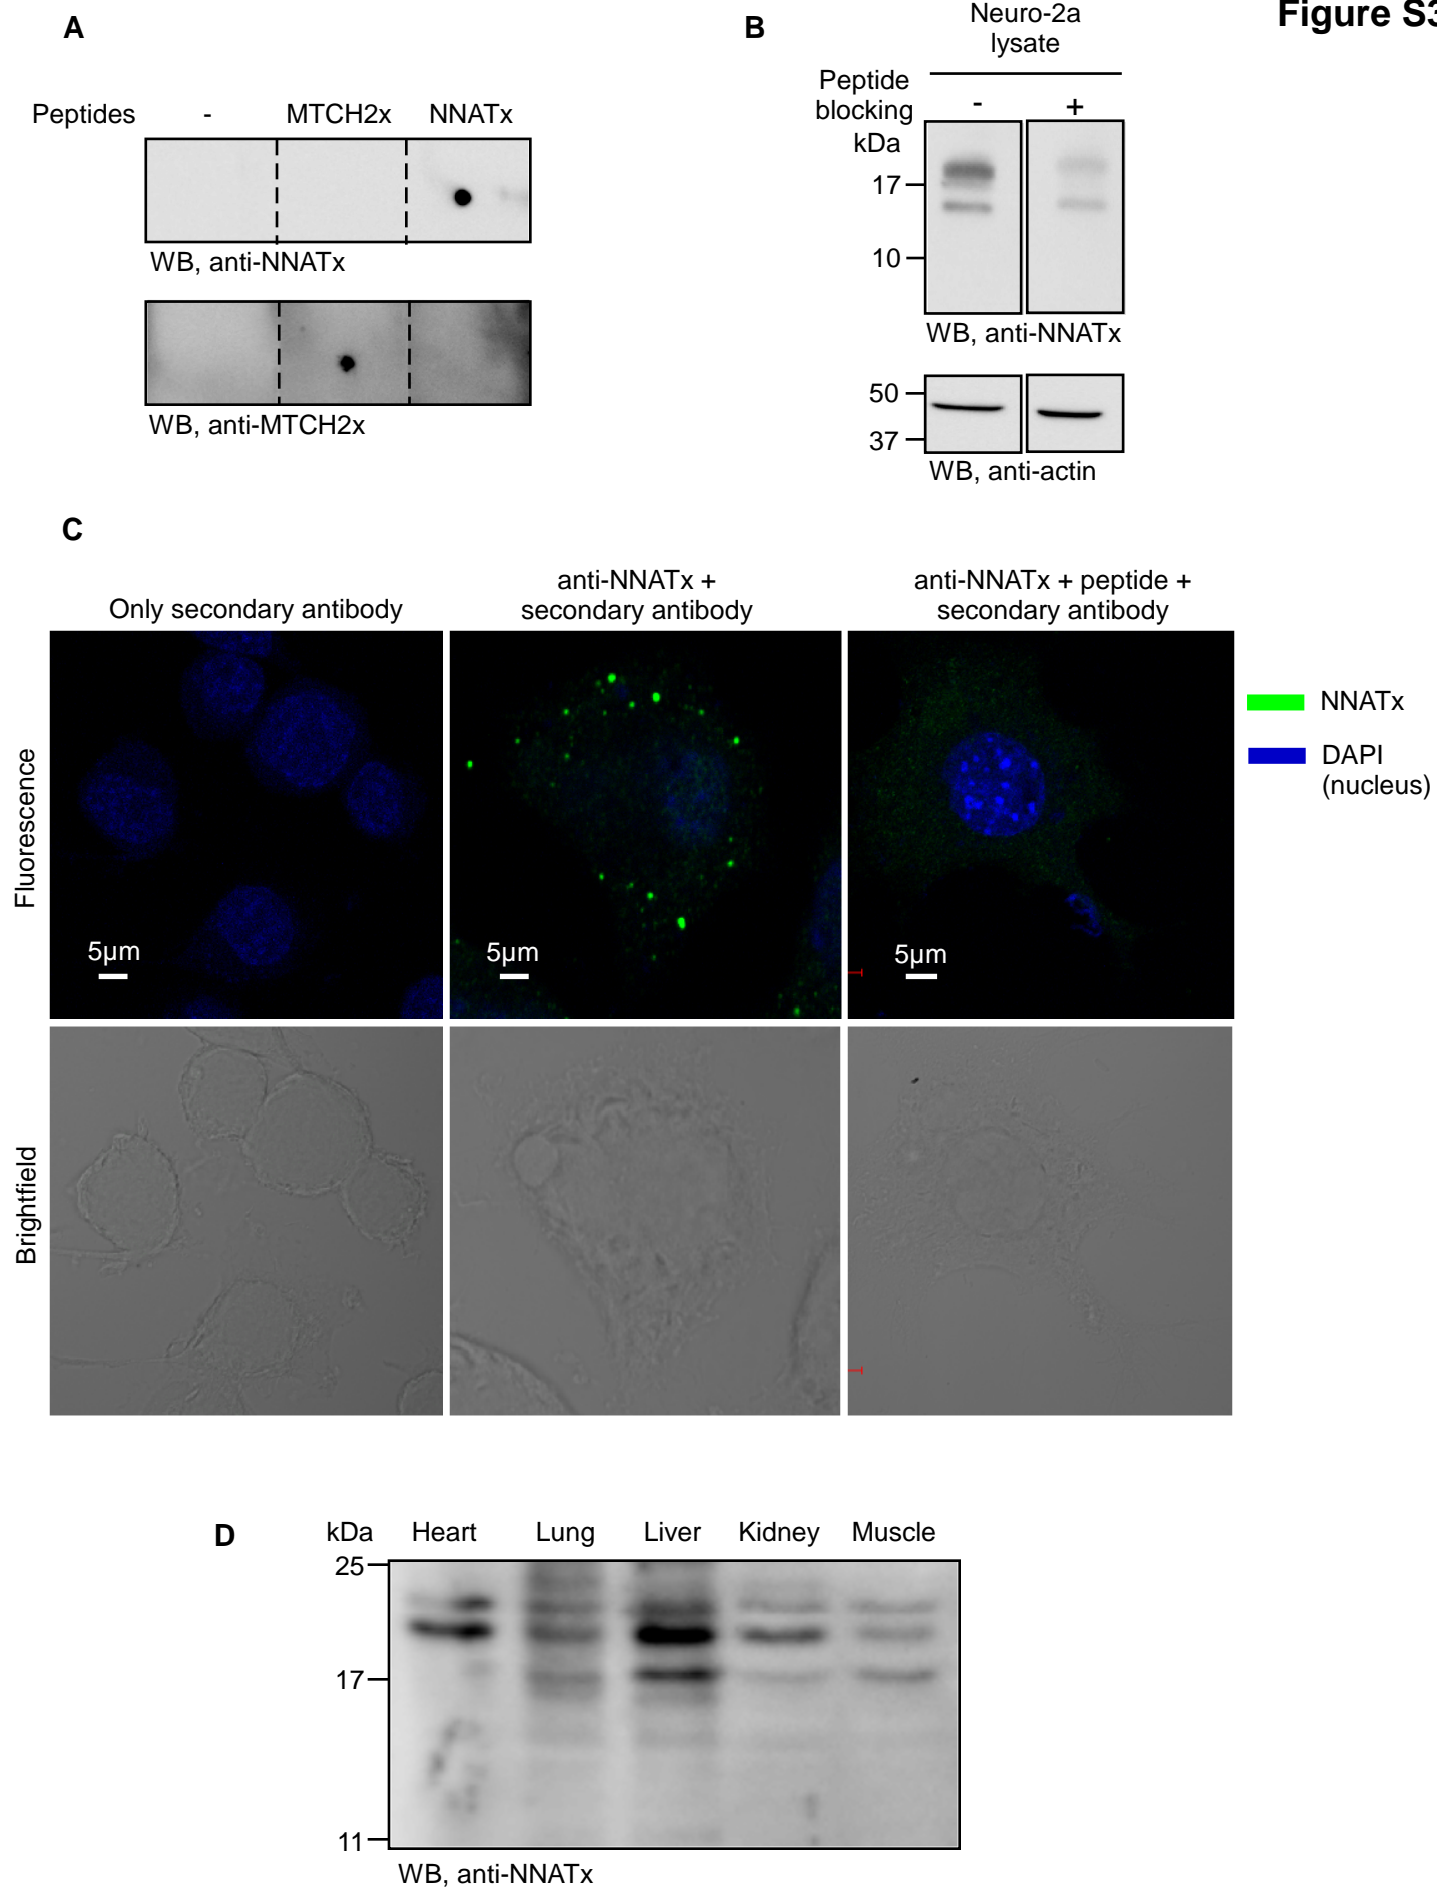 Figure S3
A
Peptides - MTCH2x NNATx
WB, anti-NNATx
WB, anti-MTCH2x
B
Neuro-2a
lysate
Peptide
blocking - +
kDa
17
10
WB, anti-NNATx
50
37
WB, anti-actin
C
Only secondary antibody
anti-NNATx +
secondary antibody
anti-NNATx + peptide +
secondary antibody
Fluorescence
5µm
5µm
5µm
NNATx
DAPI
(nucleus)
Brightfield
D
kDa Heart Lung Liver Kidney Muscle
25
17
11
WB, anti-NNATx